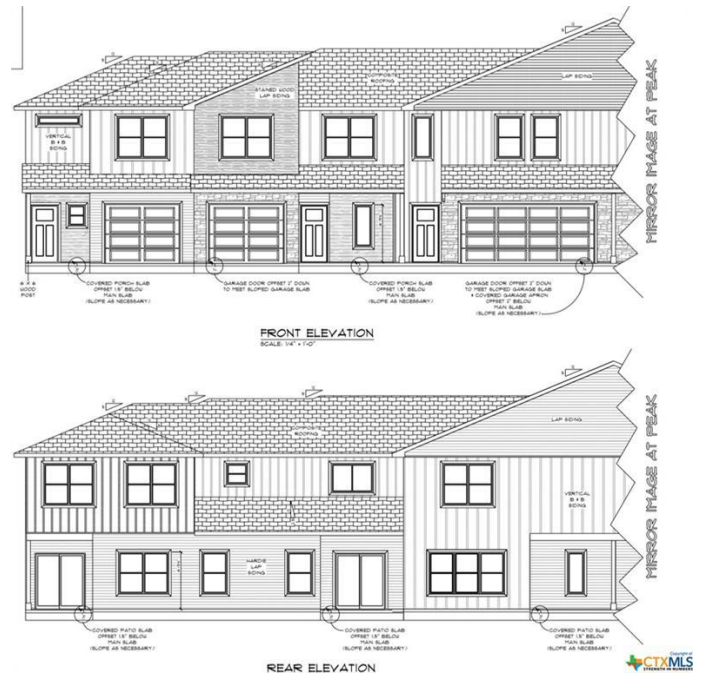 STAINED WOOD
LAP SIDING
COMPOSITE
ROOFING
LAP SIDING
VERTICAL
B & B
SIDING
MIRROR IMAGE AT PEAK
WOOD
POST
COVERED PORCH SLAB
OFFSET 1.5" BELOW
MAIN SLAB
(SLOPE AS NECESSARY)
GARAGE DOOR OFFSET 2" DOWN
TO MEET SLOPED GARAGE SLAB
COVERED PORCH SLAB
OFFSET 1.5" BELOW
MAIN SLAB
(SLOPE AS NECESSARY)
GARAGE DOOR OFFSET 2" DOWN
TO MEET SLOPED GARAGE SLAB
& COVERED GARAGE APRON
OFFSET 2" BELOW
MAIN SLAB
(SLOPE AS NECESSARY)
FRONT ELEVATION
SCALE: 1/4" = 1'-0"
COMPOSITE
ROOFING
LAP SIDING
VERTICAL
B & B
SIDING
MIRROR IMAGE AT PEAK
HARDIE
LAP
SIDING
COVERED PATIO SLAB
OFFSET 1.5" BELOW
MAIN SLAB
(SLOPE AS NECESSARY)
COVERED PATIO SLAB
OFFSET 1.5" BELOW
MAIN SLAB
(SLOPE AS NECESSARY)
COVERED PATIO SLAB
OFFSET 1.5" BELOW
MAIN SLAB
(SLOPE AS NECESSARY)
REAR ELEVATION
Copyright of
CTXMLS
STRENGTH IN NUMBERS